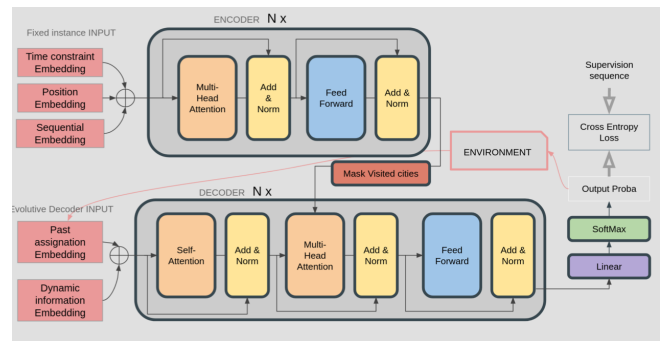 ENCODER N x
Fixed instance INPUT
Time constraint
Embedding
Position
Embedding
Sequential
Embedding
Multi-
Head
Attention
Add
&
Norm
Feed
Forward
Add &
Norm
Supervision
sequence
Cross Entropy
Loss
ENVIRONMENT
Mask Visited cities
Output Proba
DECODER N x
Evolutive Decoder INPUT
Past
assignation
Embedding
Dynamic
information
Embedding
Self-
Attention
Add &
Norm
Multi-
Head
Attention
Add &
Norm
Feed
Forward
Add &
Norm
SoftMax
Linear